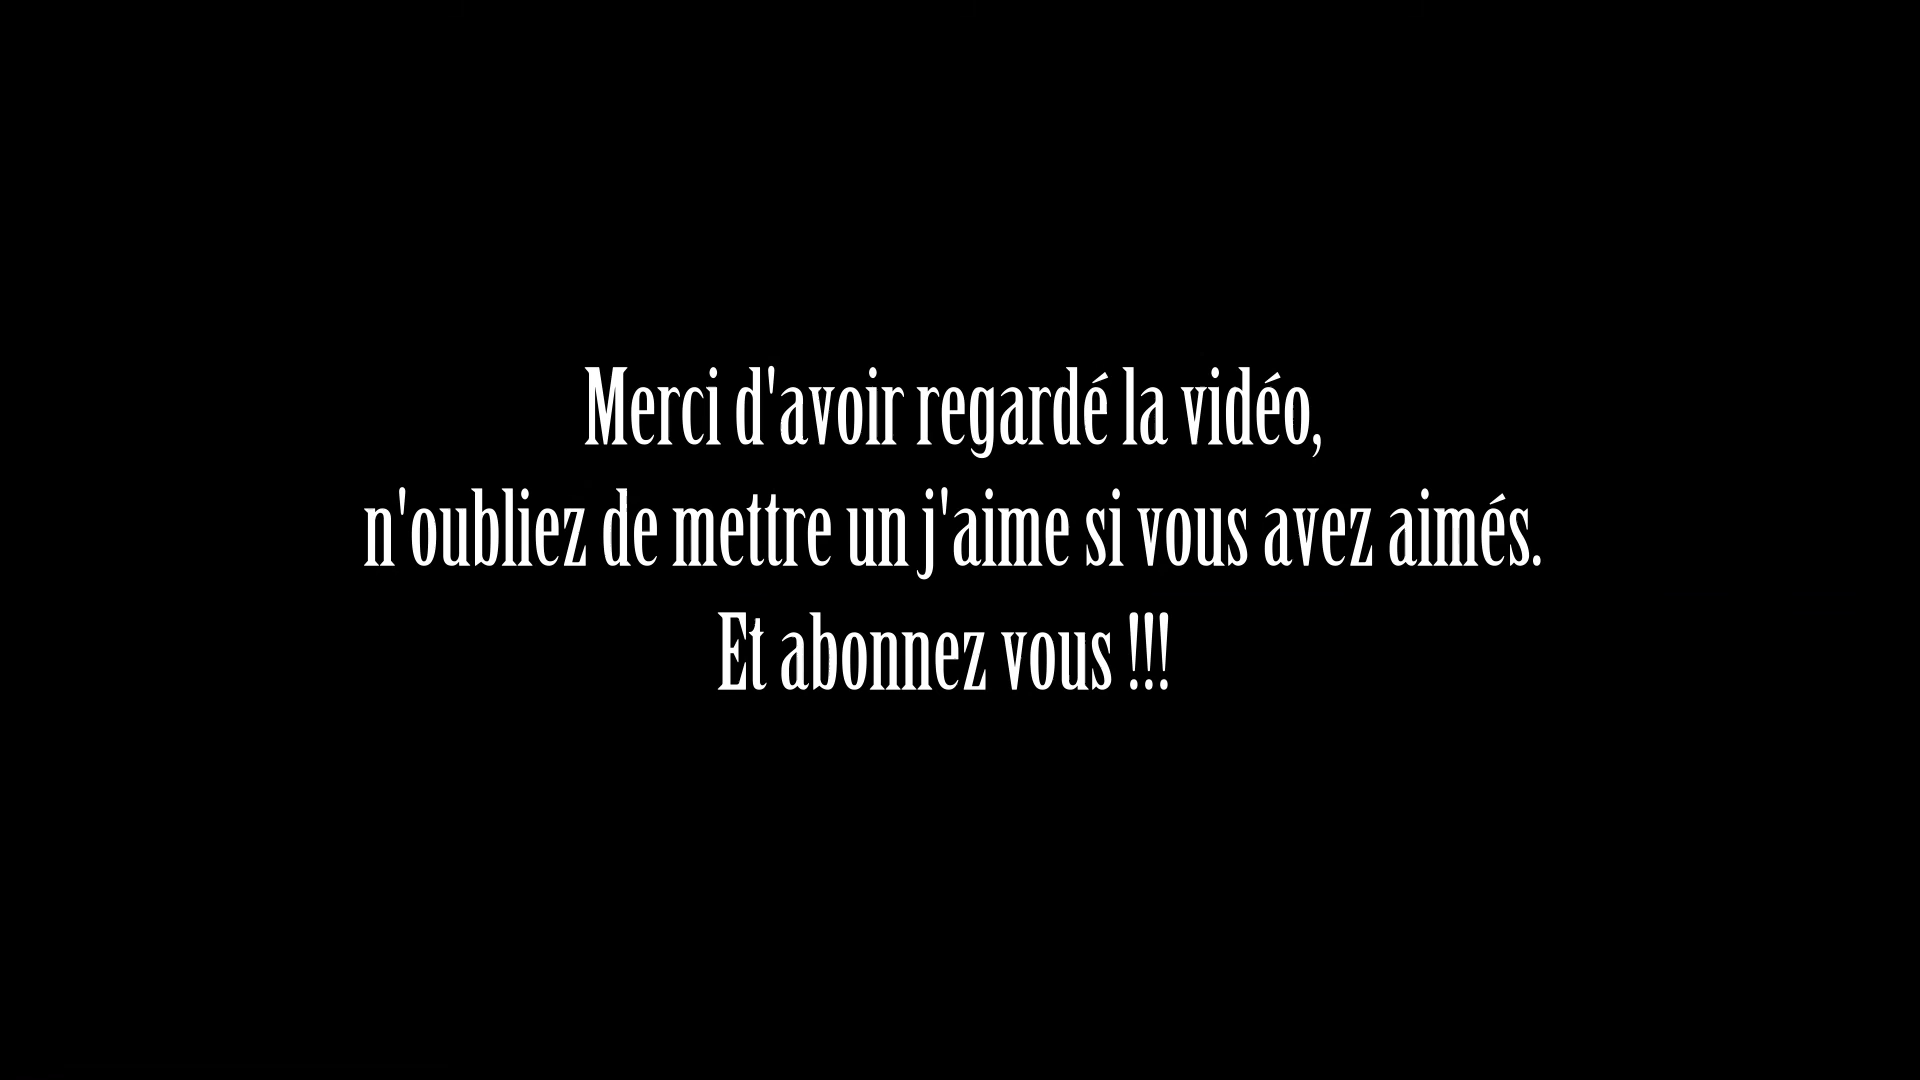 Merci d'avoir regardé la vidéo,
n'oubliez de mettre un j'aime si vous avez aimés.
Et abonnez vous !!!